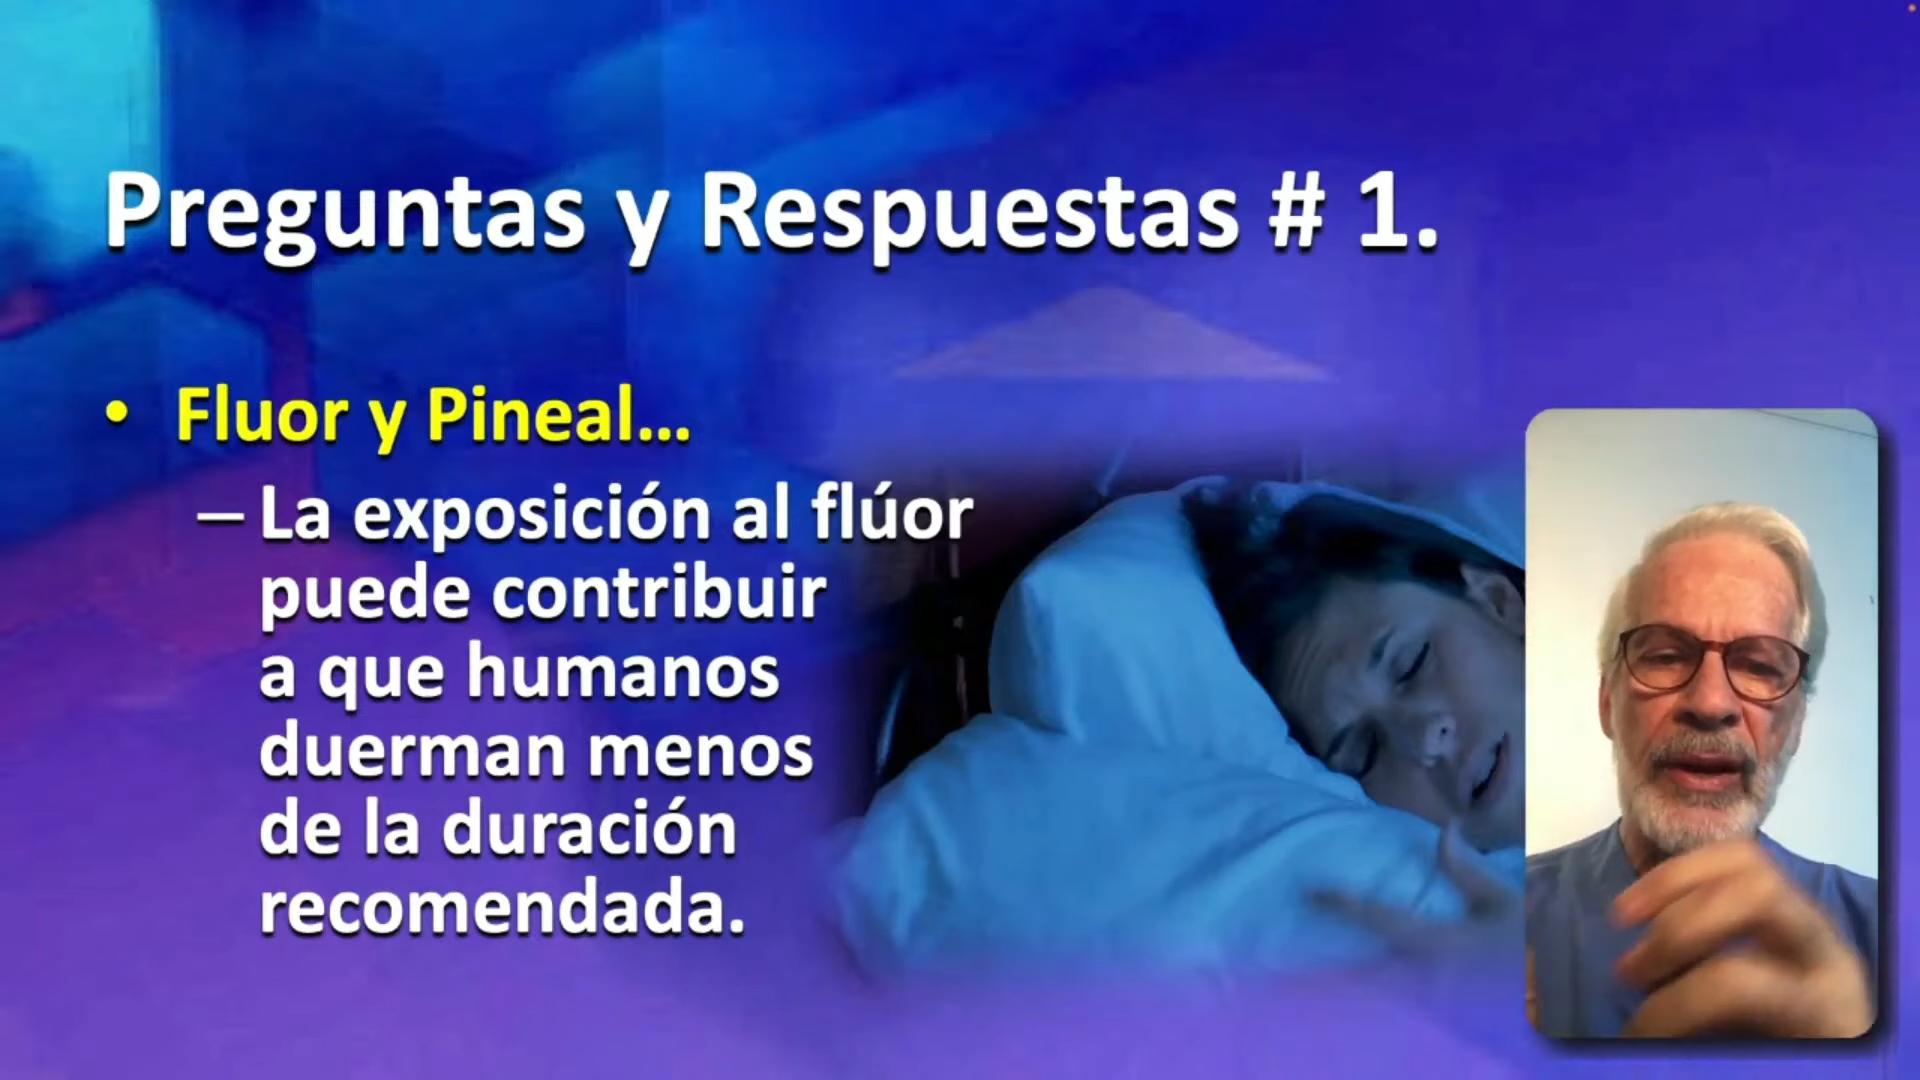 Preguntas y Respuestas # 1.
• Fluor y Pineal...
– La exposición al flúor
puede contribuir
a que humanos
duerman menos
de la duración
recomendada.